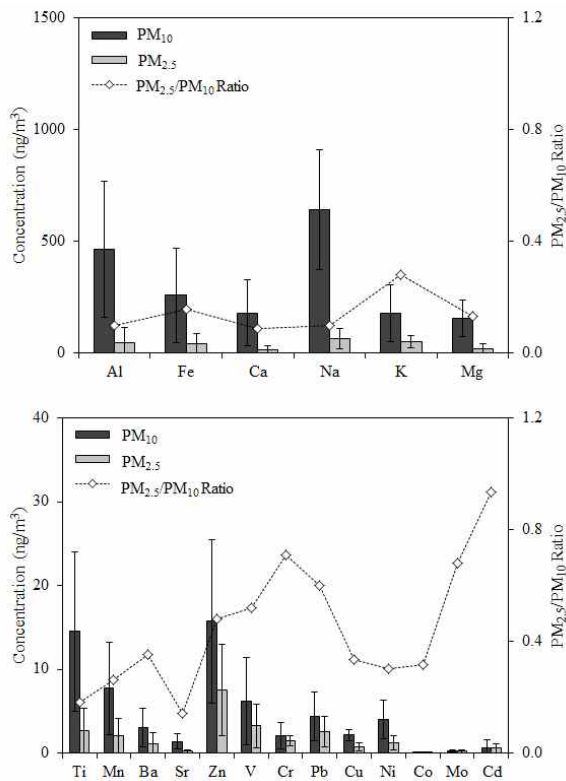 1500
1000
500
0
Concentration (ng/m³)
PM₁₀
PM₂.₅
PM₂.₅/PM₁₀ Ratio
1.2
0.8
0.4
0.0
PM₂.₅/PM₁₀ Ratio
Al Fe Ca Na K Mg
40
30
20
10
0
Concentration (ng/m³)
PM₁₀
PM₂.₅
PM₂.₅/PM₁₀ Ratio
1.2
0.8
0.4
0.0
PM₂.₅/PM₁₀ Ratio
Ti Mn Ba Sr Zn V Cr Pb Cu Ni Co Mo Cd